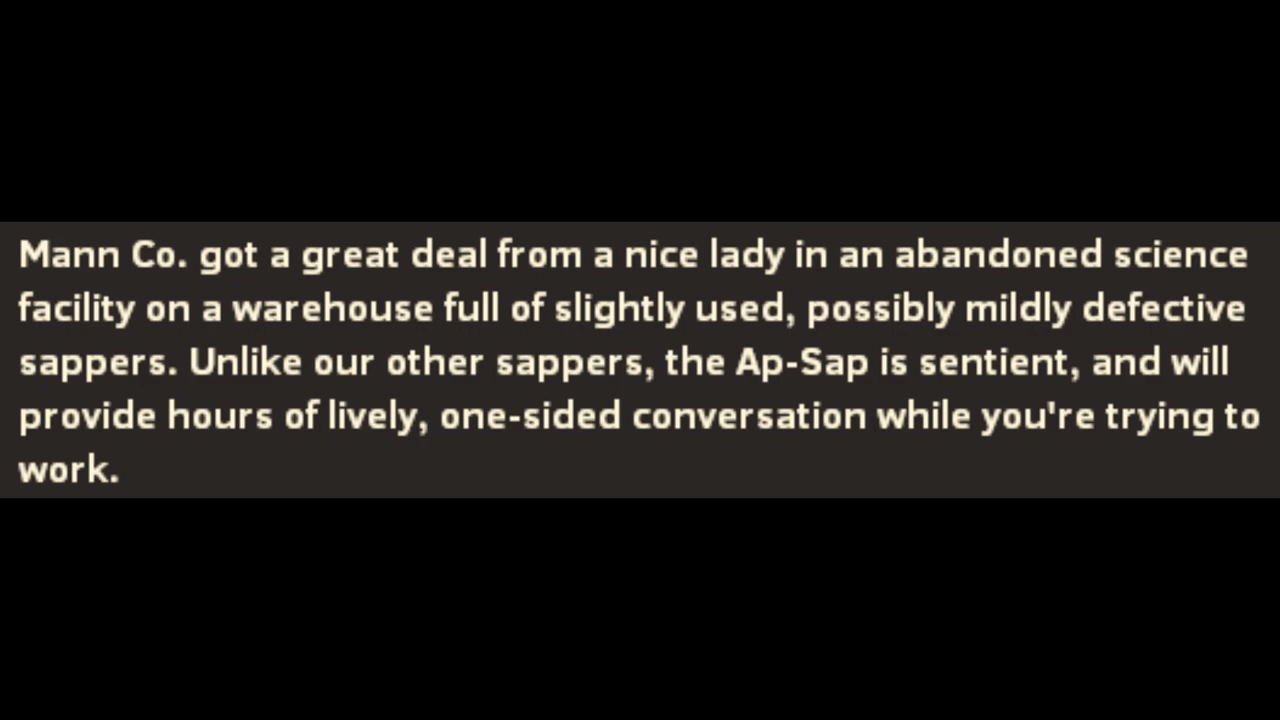 Mann Co. got a great deal from a nice lady in an abandoned science
facility on a warehouse full of slightly used, possibly mildly defective
sappers. Unlike our other sappers, the Ap-Sap is sentient, and will
provide hours of lively, one-sided conversation while you're trying to
work.